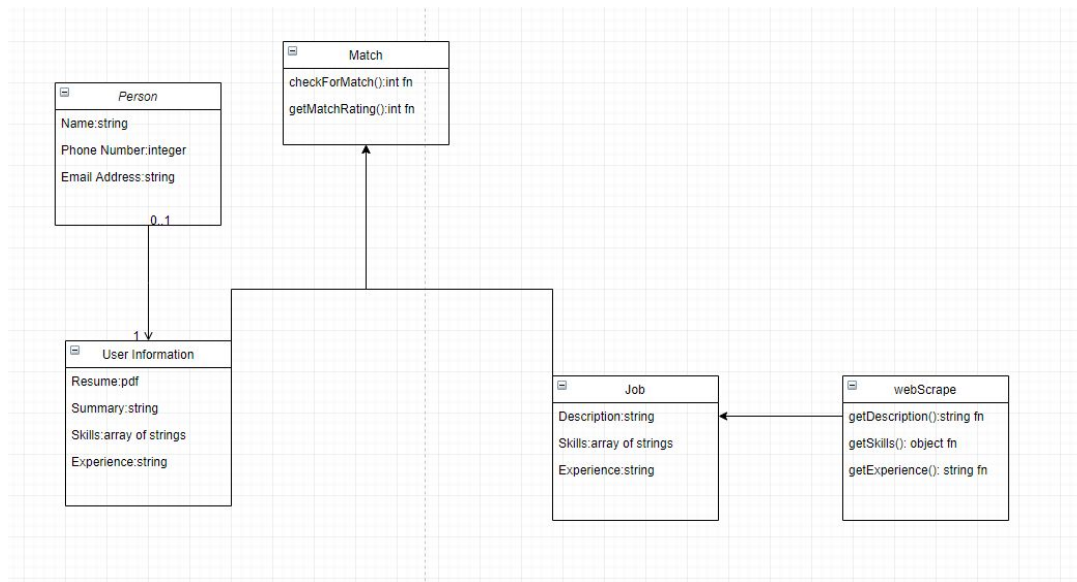 Match
checkForMatch():int fn
getMatchRating():int fn
Person
Name:string
Phone Number:integer
Email Address:string
0..1
1
User Information
Resume:pdf
Summary:string
Skills:array of strings
Experience:string
Job
Description:string
Skills:array of strings
Experience:string
webScrape
getDescription():string fn
getSkills(): object fn
getExperience(): string fn